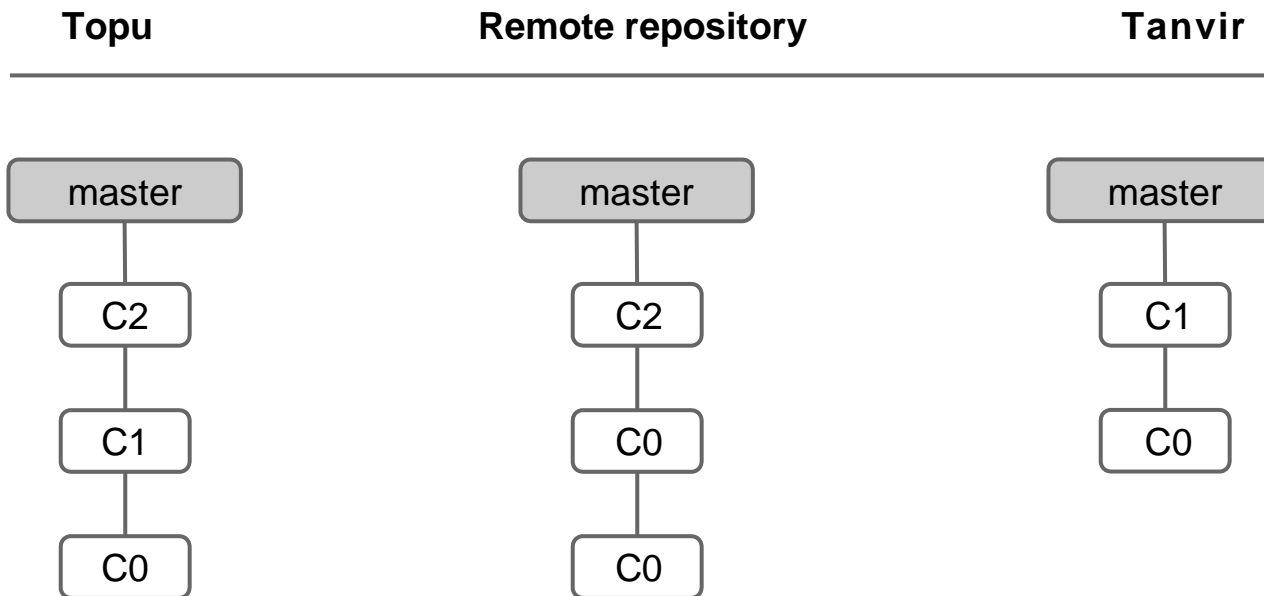 Topu Remote repository Tanvir
master master master
C2 C2 C1
C1 C0 C0
C0 C0